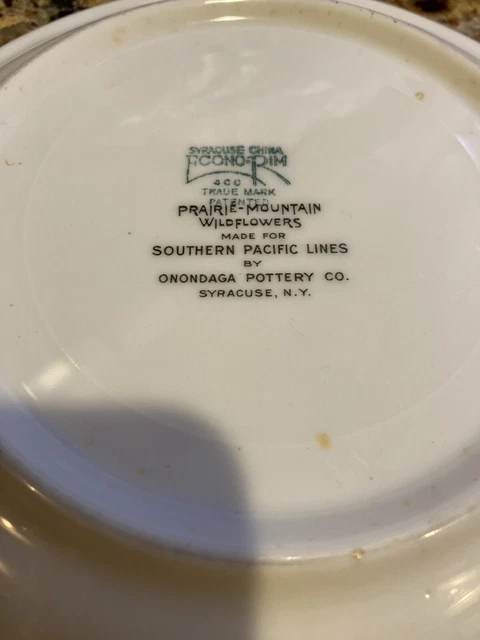 SYRACUSE CHINA
ECONO-RIM
TRADE MARK
PATENTED
PRAIRIE-MOUNTAIN
WILDFLOWERS
MADE FOR
SOUTHERN PACIFIC LINES
BY
ONONDAGA POTTERY CO.
SYRACUSE, N.Y.